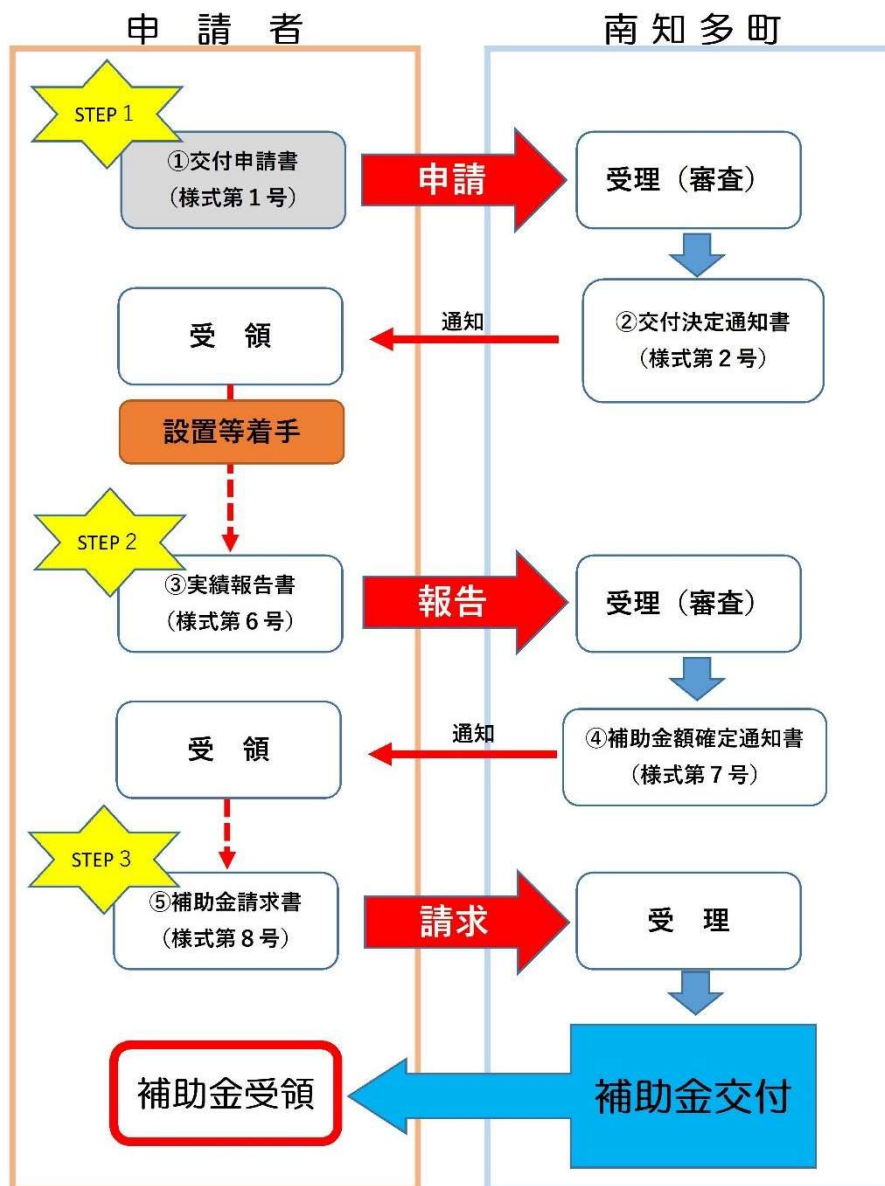 申 請 者
南 知 多 町
STEP 1
①交付申請書
（様式第１号）
申請
受理（審査）
②交付決定通知書
（様式第２号）
通知
受　領
設置等着手
STEP 2
③実績報告書
（様式第６号）
報告
受理（審査）
④補助金額確定通知書
（様式第７号）
通知
受　領
STEP 3
⑤補助金請求書
（様式第８号）
請求
受　理
補助金交付
補助金受領